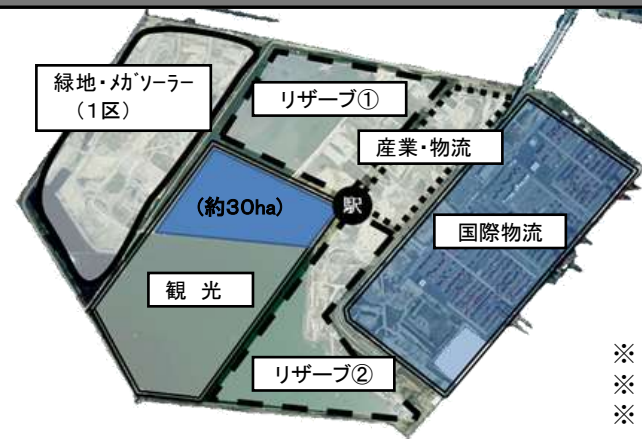 緑地・メガソーラー
（１区）
リザーブ①
産業・物流
(約30ha)
駅
国際物流
観　光
リザーブ②
※
※
※